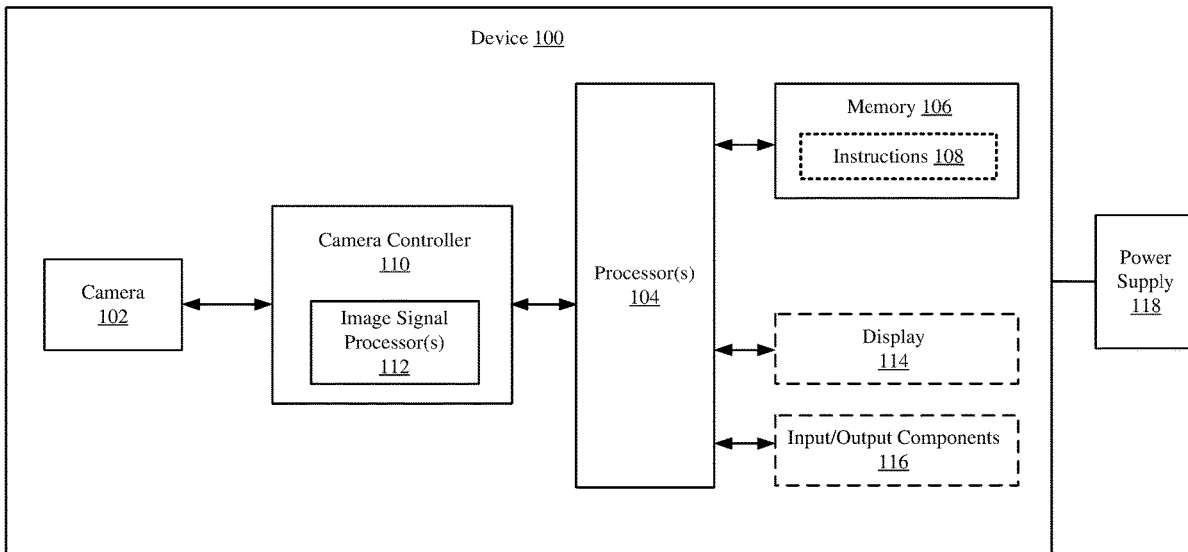 Device 100
Memory 106
Instructions 108
Camera Controller
110
Processor(s)
104
Camera
102
Image Signal
Processor(s)
112
Display
114
Input/Output Components
116
Power
Supply
118